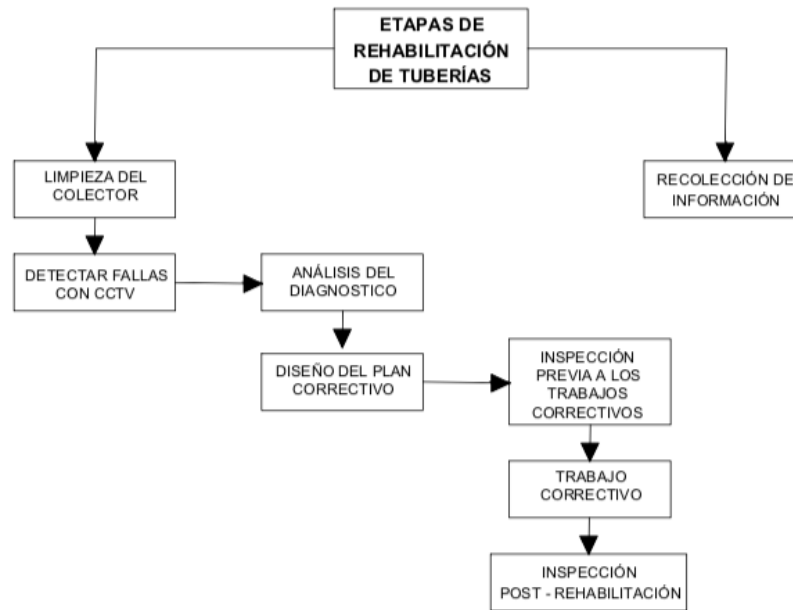 ETAPAS DE
REHABILITACIÓN
DE TUBERÍAS
LIMPIEZA DEL
COLECTOR
RECOLECCIÓN DE
INFORMACIÓN
DETECTAR FALLAS
CON CCTV
ANÁLISIS DEL
DIAGNOSTICO
DISEÑO DEL PLAN
CORRECTIVO
INSPECCIÓN
PREVIA A LOS
TRABAJOS
CORRECTIVOS
TRABAJO
CORRECTIVO
INSPECCIÓN
POST - REHABILITACIÓN